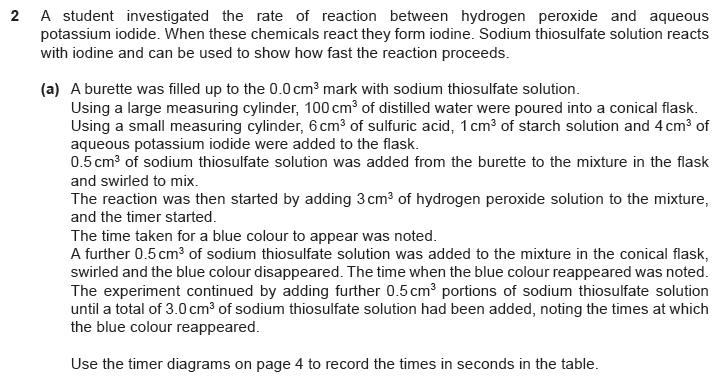 2 A student investigated the rate of reaction between hydrogen peroxide and aqueous
potassium iodide. When these chemicals react they form iodine. Sodium thiosulfate solution reacts
with iodine and can be used to show how fast the reaction proceeds.
(a) A burette was filled up to the 0.0 cm³ mark with sodium thiosulfate solution.
Using a large measuring cylinder, 100 cm³ of distilled water were poured into a conical flask.
Using a small measuring cylinder, 6 cm³ of sulfuric acid, 1 cm³ of starch solution and 4 cm³ of
aqueous potassium iodide were added to the flask.
0.5 cm³ of sodium thiosulfate solution was added from the burette to the mixture in the flask
and swirled to mix.
The reaction was then started by adding 3 cm³ of hydrogen peroxide solution to the mixture,
and the timer started.
The time taken for a blue colour to appear was noted.
A further 0.5 cm³ of sodium thiosulfate solution was added to the mixture in the conical flask,
swirled and the blue colour disappeared. The time when the blue colour reappeared was noted.
The experiment continued by adding further 0.5 cm³ portions of sodium thiosulfate solution
until a total of 3.0 cm³ of sodium thiosulfate solution had been added, noting the times at which
the blue colour reappeared.
Use the timer diagrams on page 4 to record the times in seconds in the table.